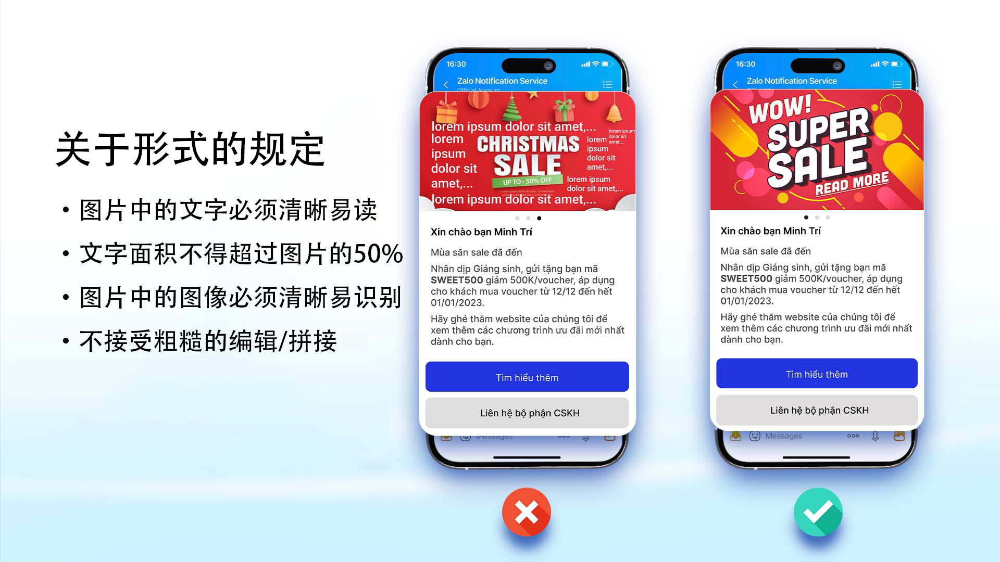 关于形式的规定
• 图片中的文字必须清晰易读
• 文字面积不得超过图片的50%
• 图片中的图像必须清晰易识别
• 不接受粗糙的编辑/拼接
16:30
Zalo Notification Service
Official Account
lorem ipsum dolor sit amet,...
lorem
ipsum
dolor sit
amet,...
CHRISTMAS
SALE
UP TO - 50% OFF
lorem
ipsum
dolor sit
amet,...
lorem ipsum
dolor sit
amet,...
lorem ipsum
dolor sit amet,...
lorem ipsum dolor sit amet,...
Xin chào bạn Minh Trí
Mùa săn sale đã đến
Nhân dịp Giáng sinh, gửi tặng bạn mã
SWEET500 giảm 500K/voucher, áp dụng
cho khách mua voucher từ 12/12 đến hết
01/01/2023.
Hãy ghé thăm website của chúng tôi để
xem thêm các chương trình ưu đãi mới nhất
dành cho bạn.
Tìm hiểu thêm
Liên hệ bộ phận CSKH
Messages
16:30
Zalo Notification Service
WOW!
SUPER
SALE
READ MORE
Xin chào bạn Minh Trí
Mùa săn sale đã đến
Nhân dịp Giáng sinh, gửi tặng bạn mã
SWEET500 giảm 500K/voucher, áp dụng
cho khách mua voucher từ 12/12 đến hết
01/01/2023.
Hãy ghé thăm website của chúng tôi để
xem thêm các chương trình ưu đãi mới nhất
dành cho bạn.
Tìm hiểu thêm
Liên hệ bộ phận CSKH
Messages